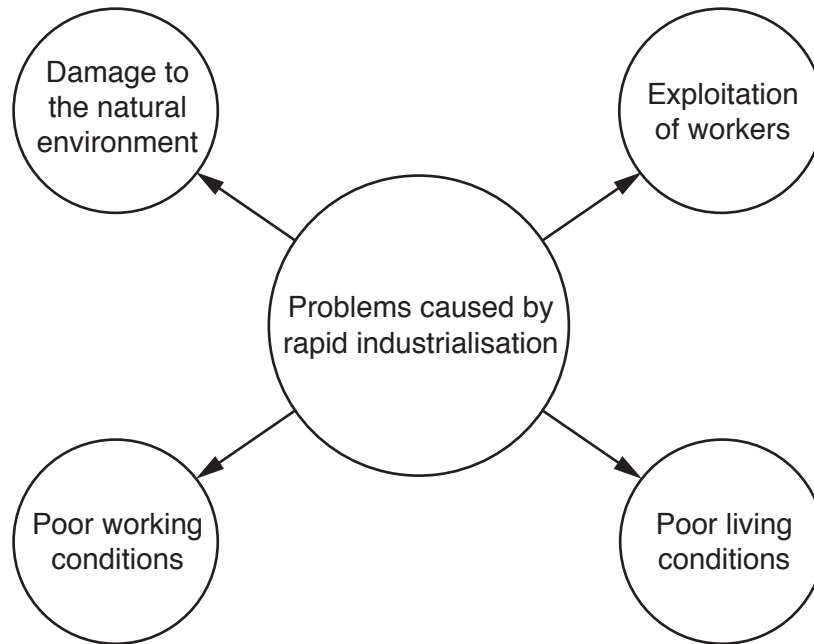 Damage to
the natural
environment
Exploitation
of workers
Problems caused by
rapid industrialisation
Poor working
conditions
Poor living
conditions